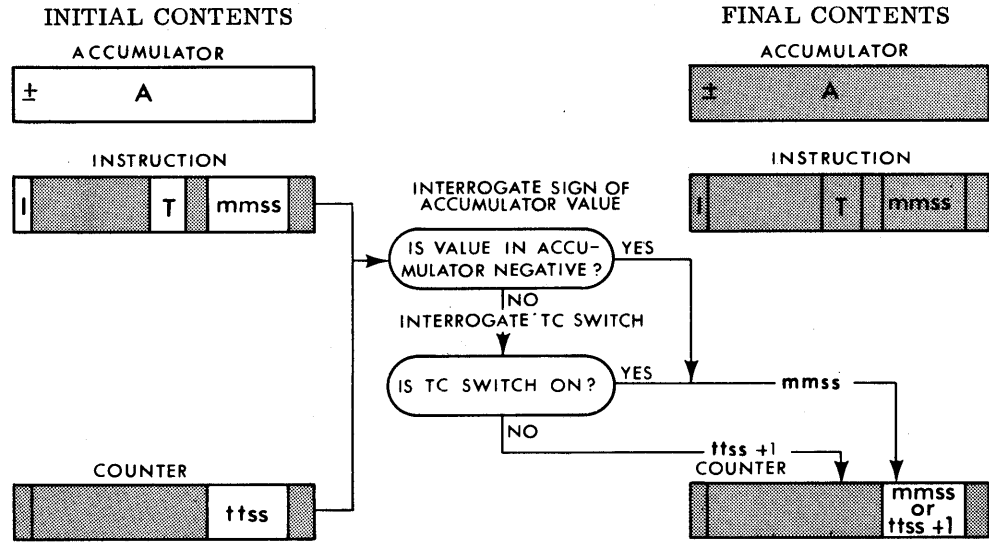 INITIAL CONTENTS
ACCUMULATOR
± A
INSTRUCTION
I T mmss
COUNTER
ttss
INTERROGATE SIGN OF
ACCUMULATOR VALUE
IS VALUE IN ACCU-
MULATOR NEGATIVE?
YES
NO
INTERROGATE TC SWITCH
IS TC SWITCH ON?
YES
NO
mmss
ttss +1
FINAL CONTENTS
ACCUMULATOR
± A
INSTRUCTION
I T mmss
COUNTER
mmss
or
ttss +1